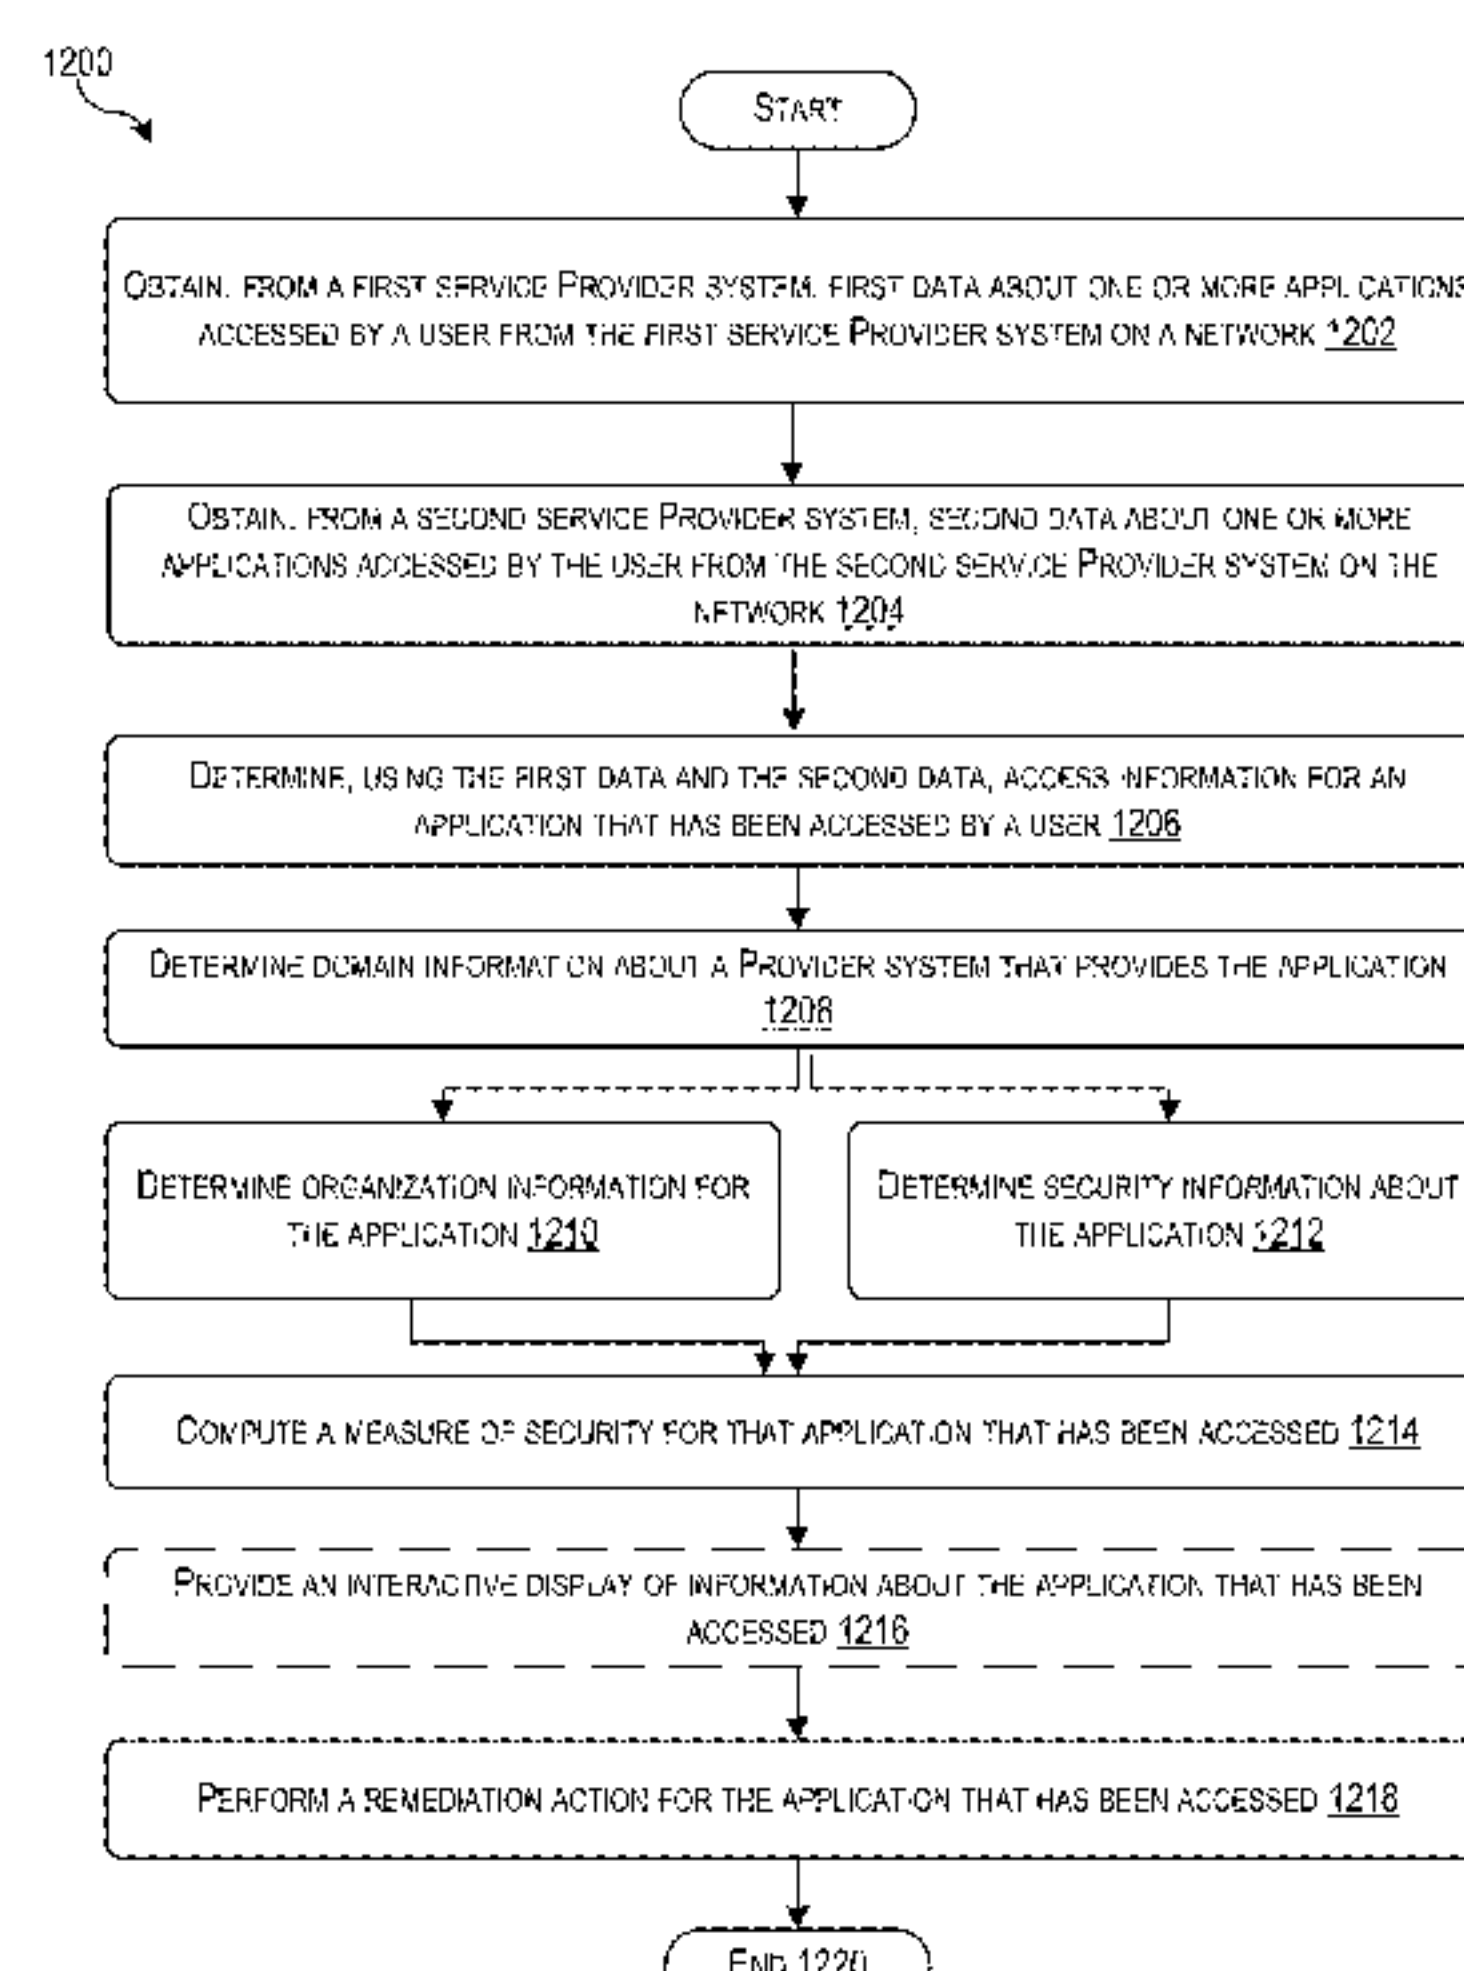 1200
START
OBTAIN, FROM A FIRST SERVICE PROVIDER SYSTEM, FIRST DATA ABOUT ONE OR MORE APPLICATIONS
ACCESSED BY A USER FROM THE FIRST SERVICE PROVIDER SYSTEM ON A NETWORK 1202
OBTAIN, FROM A SECOND SERVICE PROVIDER SYSTEM, SECOND DATA ABOUT ONE OR MORE
APPLICATIONS ACCESSED BY THE USER FROM THE SECOND SERVICE PROVIDER SYSTEM ON THE
NETWORK 1204
DETERMINE, USING THE FIRST DATA AND THE SECOND DATA, ACCESS INFORMATION FOR AN
APPLICATION THAT HAS BEEN ACCESSED BY A USER 1206
DETERMINE DOMAIN INFORMATION ABOUT A PROVIDER SYSTEM THAT PROVIDES THE APPLICATION
1208
DETERMINE ORGANIZATION INFORMATION FOR
THE APPLICATION 1210
DETERMINE SECURITY INFORMATION ABOUT
THE APPLICATION 1212
COMPUTE A MEASURE OF SECURITY FOR THAT APPLICATION THAT HAS BEEN ACCESSED 1214
PROVIDE AN INTERACTIVE DISPLAY OF INFORMATION ABOUT THE APPLICATION THAT HAS BEEN
ACCESSED 1216
PERFORM A REMEDIATION ACTION FOR THE APPLICATION THAT HAS BEEN ACCESSED 1218
END 1220